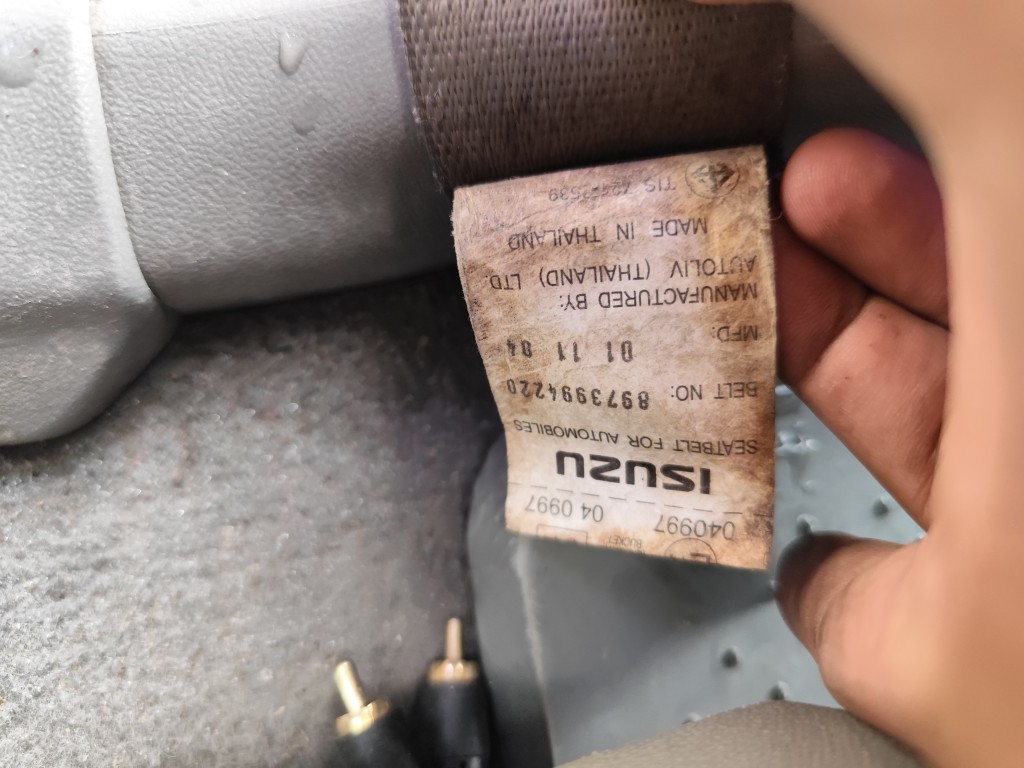 040997 04 0997
ISUZU
SEATBELT FOR AUTOMOBILES
BELT NO: 8973994220
MFD: 01 11 04
MANUFACTURED BY:
AUTOLIV (THAILAND) LTD.
MADE IN THAILAND
TIS